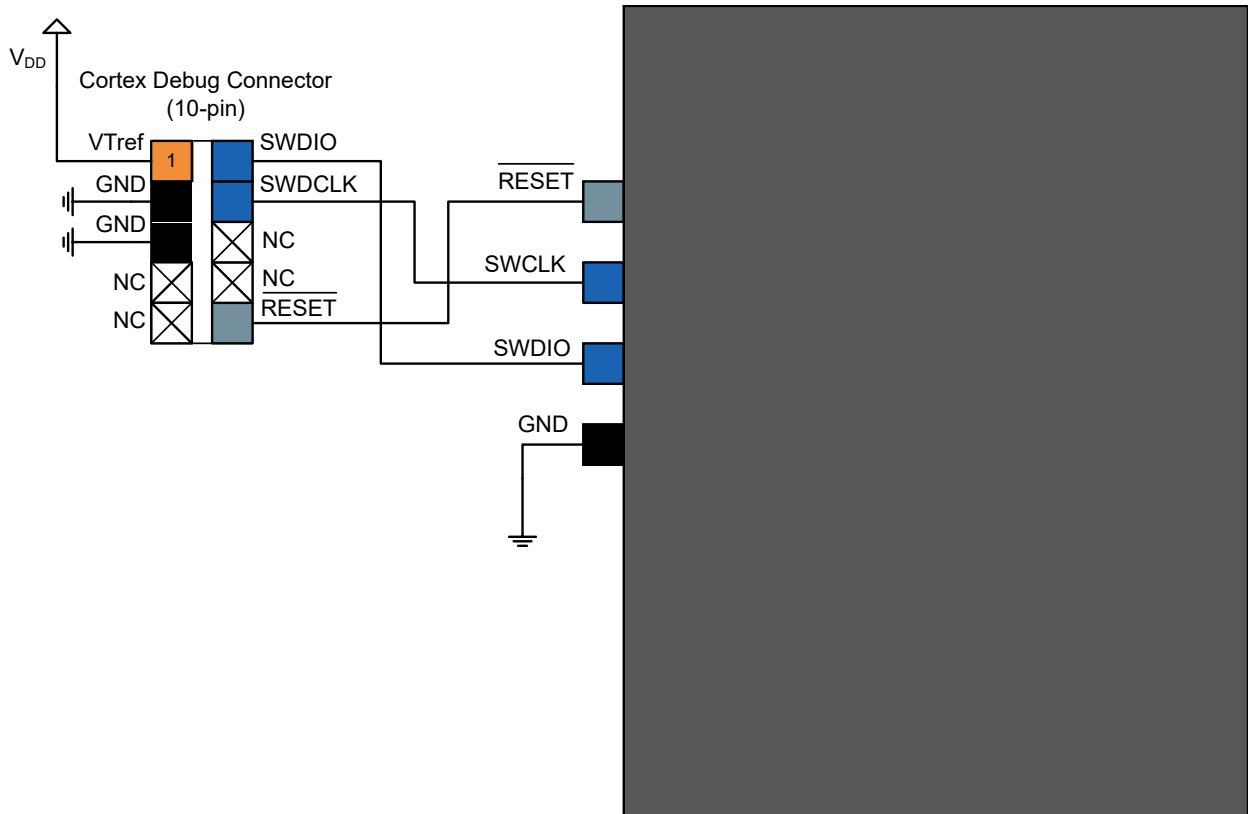 VDD
Cortex Debug Connector
(10-pin)
VTref
1
SWDIO
GND
SWDCLK
GND
NC
NC
NC
NC
RESET
RESET
SWCLK
SWDIO
GND